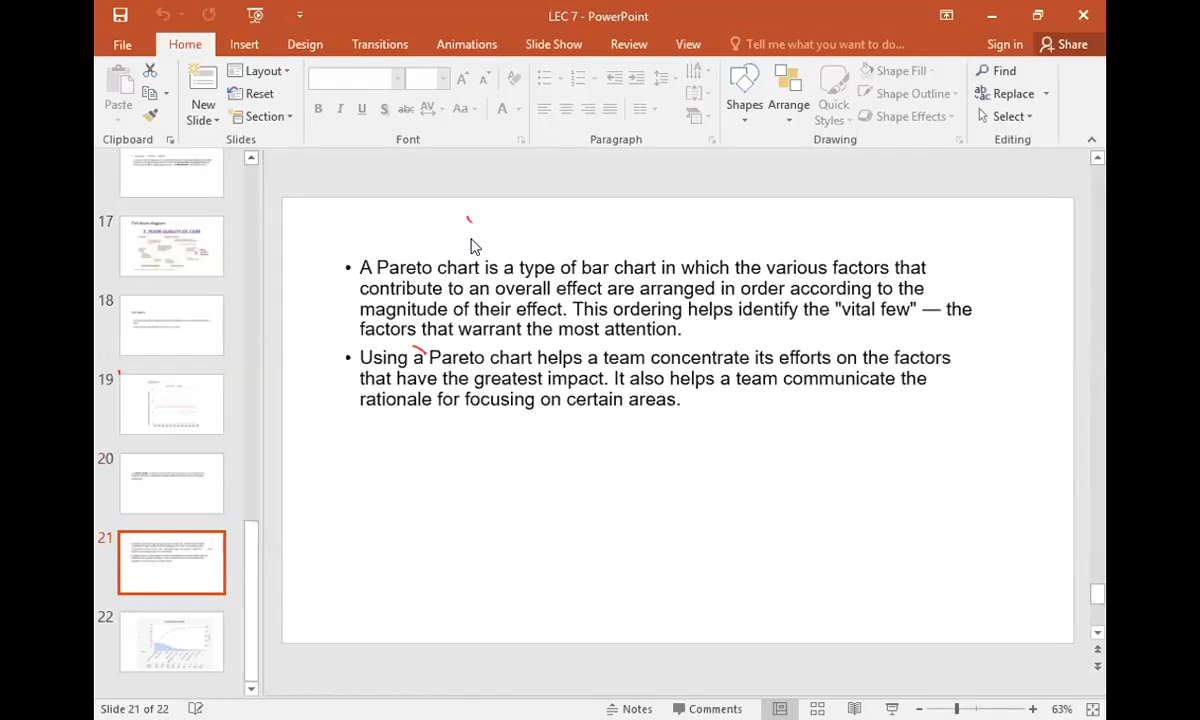 LEC 7 - PowerPoint
File Home Insert Design Transitions Animations Slide Show Review View Tell me what you want to do... Sign in Share
Paste
Clipboard
New Slide
Layout
Reset
Section
Slides
B I U S abc AV Aa A
Font
Paragraph
Shapes
Arrange
Quick Styles
Shape Fill
Shape Outline
Shape Effects
Drawing
Find
Replace
Select
Editing
17
18
19
20
21
22
• A Pareto chart is a type of bar chart in which the various factors that
contribute to an overall effect are arranged in order according to the
magnitude of their effect. This ordering helps identify the "vital few" — the
factors that warrant the most attention.
• Using a Pareto chart helps a team concentrate its efforts on the factors
that have the greatest impact. It also helps a team communicate the
rationale for focusing on certain areas.
Slide 21 of 22
Notes
Comments
63%